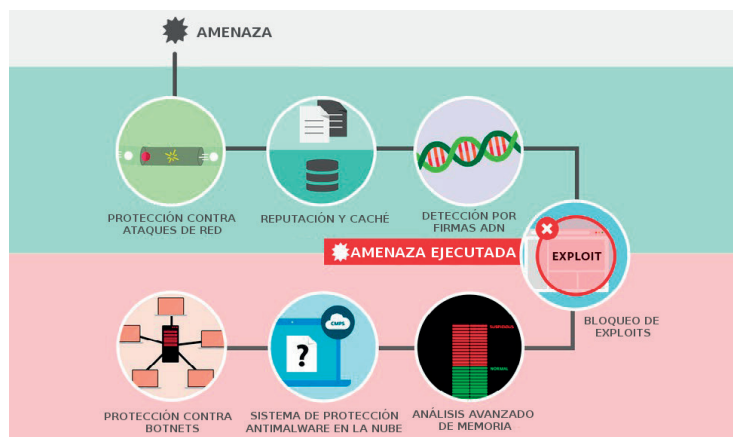 AMENAZA
PROTECCIÓN CONTRA
ATAQUES DE RED
REPUTACIÓN Y CACHÉ
DETECCIÓN POR
FIRMAS ADN
AMENAZA EJECUTADA
EXPLOIT
BLOQUEO DE
EXPLOITS
CMPS
?
NORMAL
PROTECCIÓN CONTRA
BOTNETS
SISTEMA DE PROTECCIÓN
ANTIMALWARE EN LA NUBE
ANÁLISIS AVANZADO
DE MEMORIA